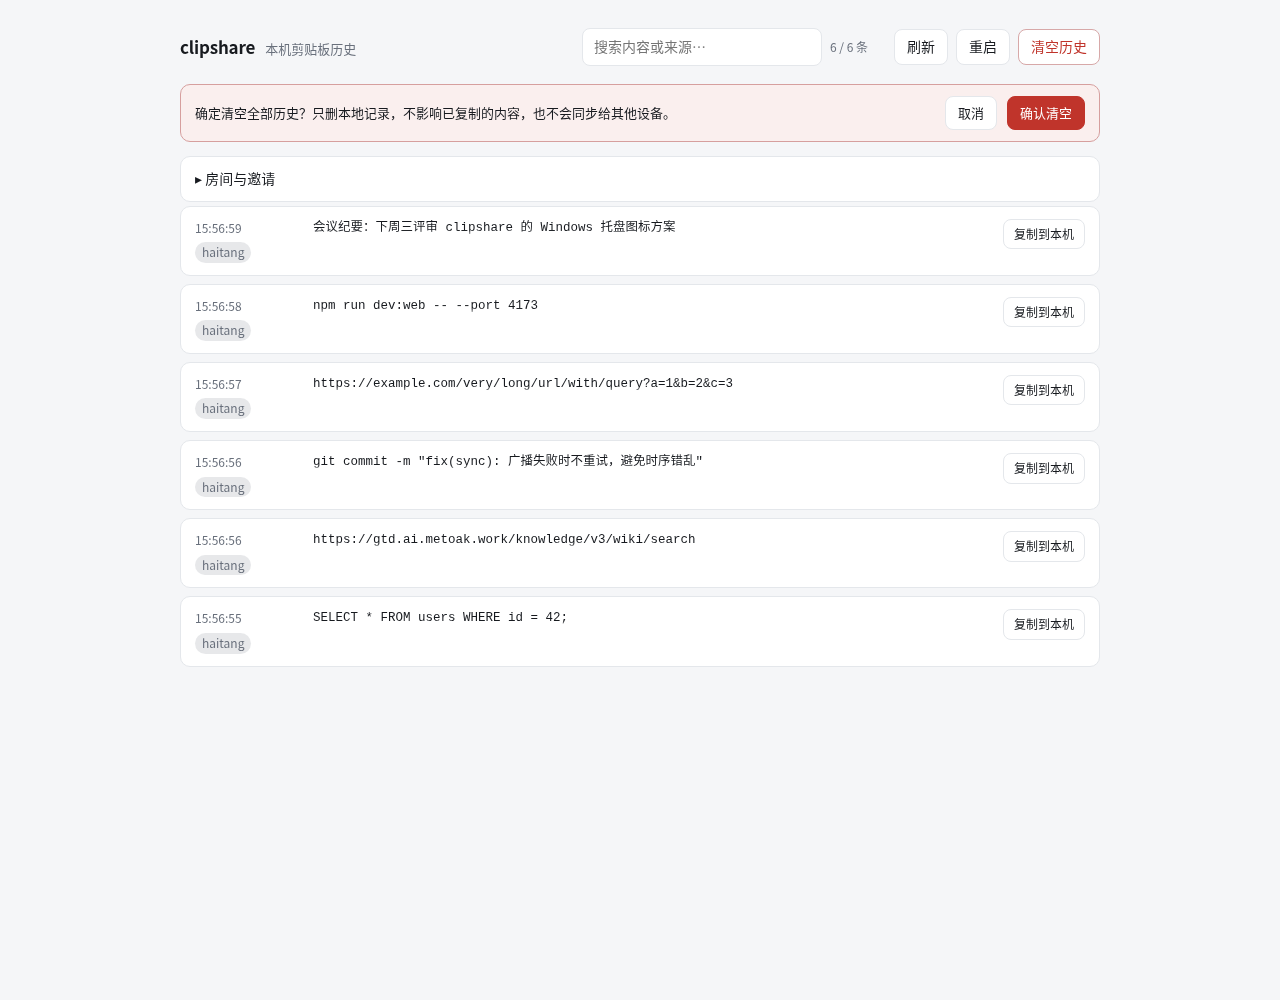 clipshare 本机剪贴板历史 搜索内容或来源… 6 / 6 条 刷新 重启 清空历史
确定清空全部历史？只删本地记录，不影响已复制的内容，也不会同步给其他设备。 取消 确认清空
▸ 房间与邀请
15:56:59 会议纪要：下周三评审 clipshare 的 Windows 托盘图标方案 复制到本机
haitang
15:56:58 npm run dev:web -- --port 4173 复制到本机
haitang
15:56:57 https://example.com/very/long/url/with/query?a=1&b=2&c=3 复制到本机
haitang
15:56:56 git commit -m "fix(sync): 广播失败时不重试，避免时序错乱" 复制到本机
haitang
15:56:56 https://gtd.ai.metoak.work/knowledge/v3/wiki/search 复制到本机
haitang
15:56:55 SELECT * FROM users WHERE id = 42; 复制到本机
haitang